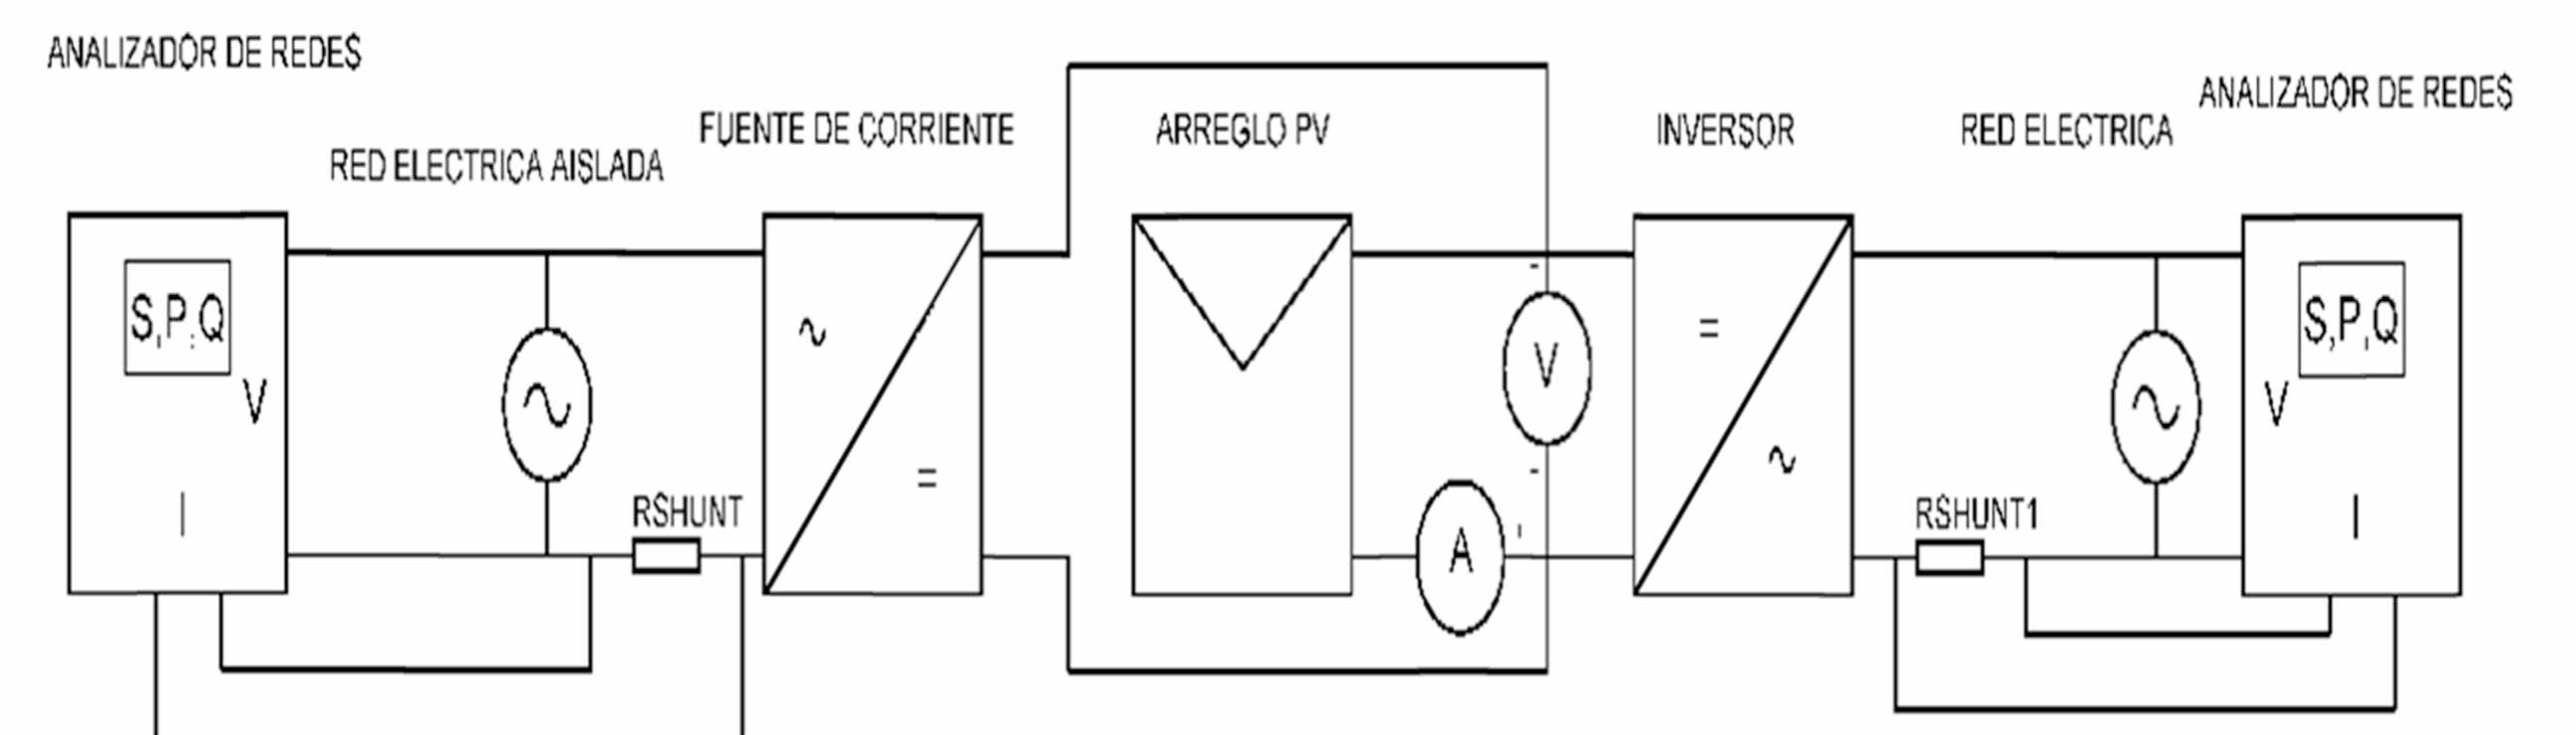 ANALIZADOR DE REDES
ANALIZADOR DE REDES
FUENTE DE CORRIENTE
ARREGLO PV
INVERSOR
RED ELECTRICA
RED ELECTRICA AISLADA
S,P,Q
V
I
~
=
RSHUNT
V
A
=
~
RSHUNT1
S,P,Q
V
I